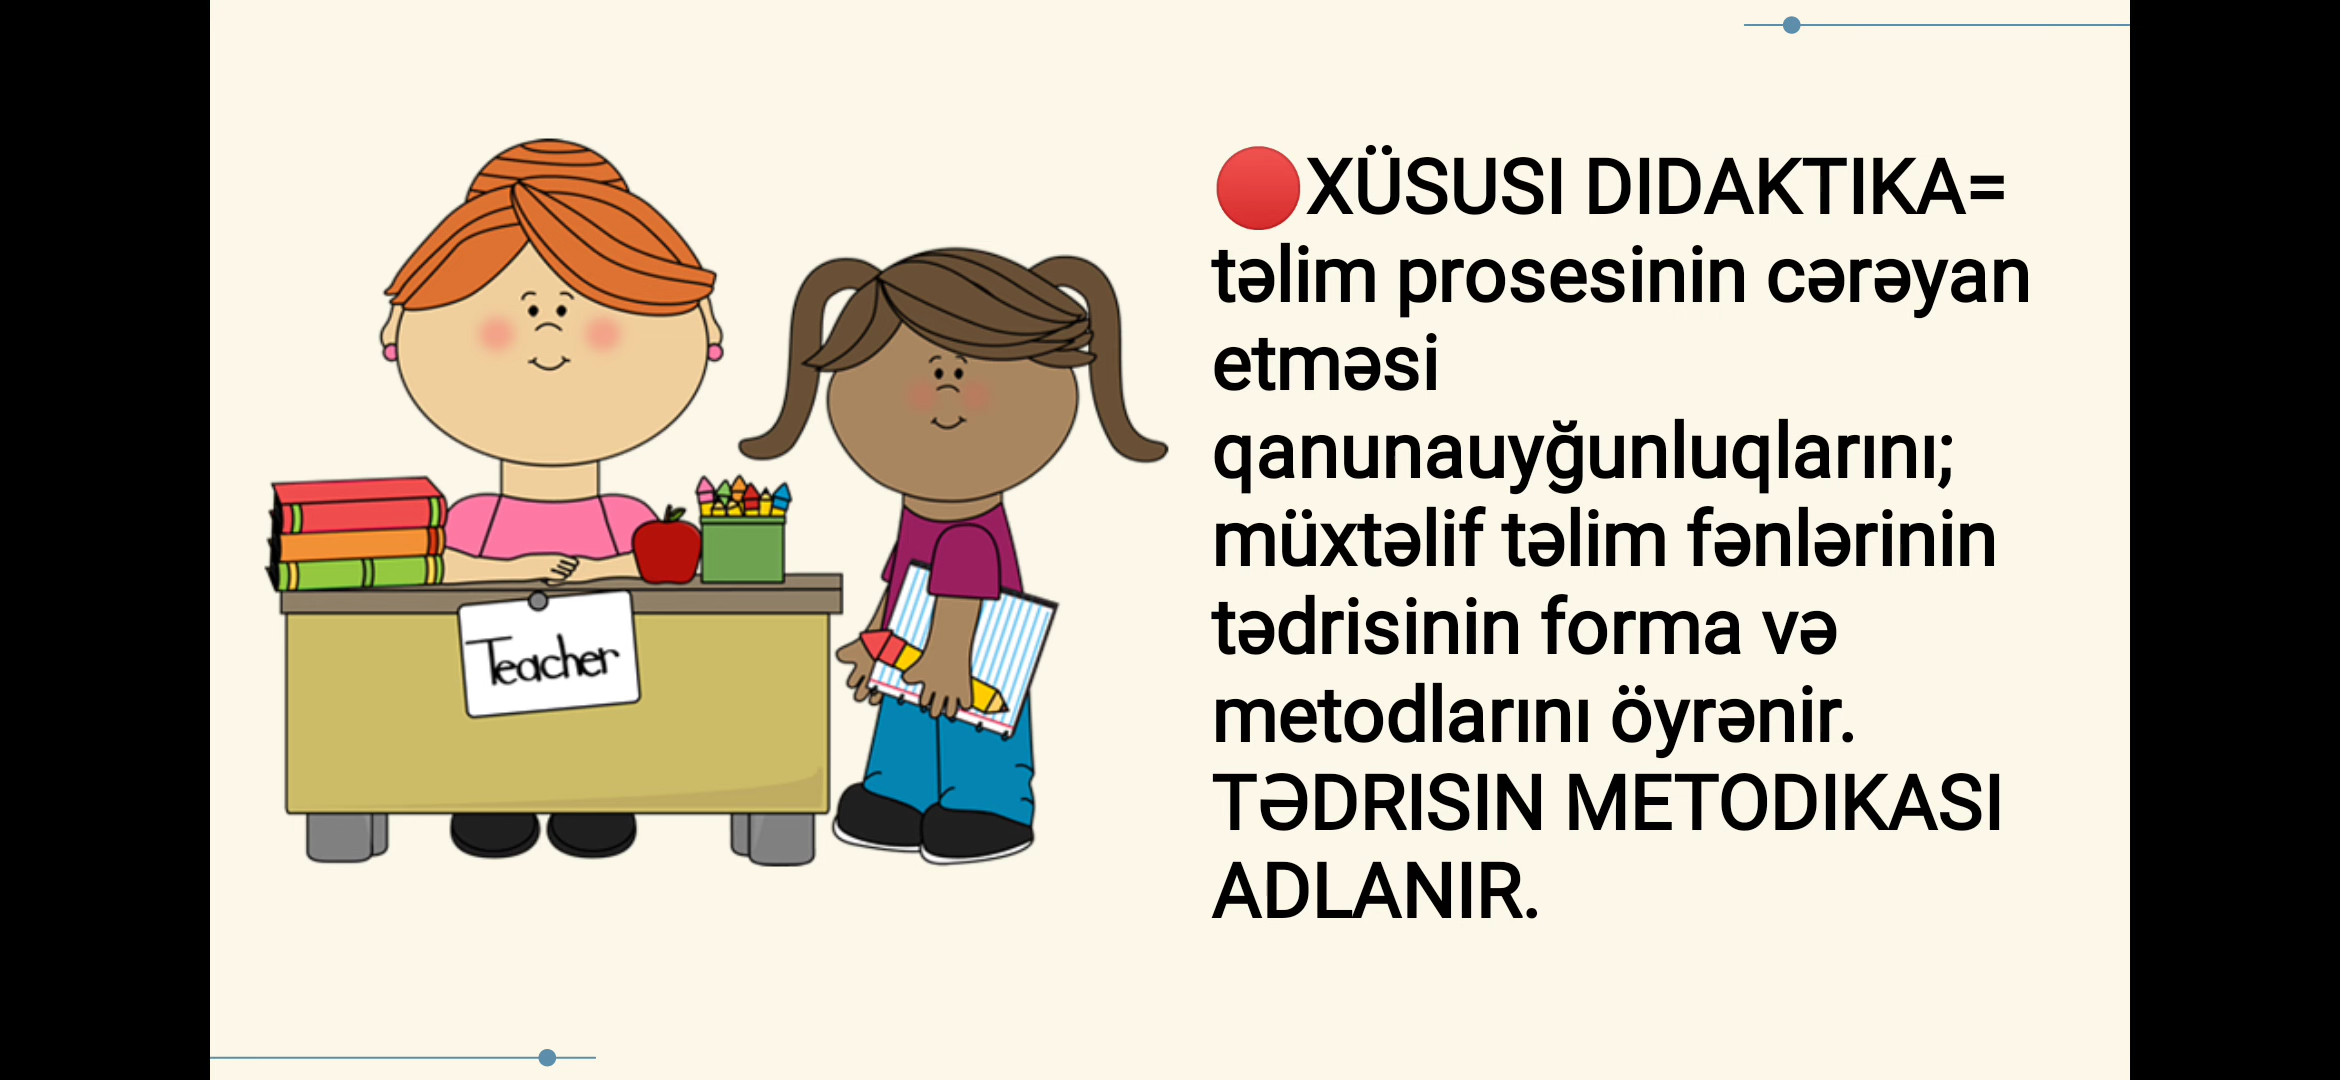 Teacher
🔴XÜSUSI DIDAKTIKA=
təlim prosesinin cərəyan
etməsi
qanunauyğunluqlarını;
müxtəlif təlim fənlərinin
tədrisinin forma və
metodlarını öyrənir.
TƏDRISIN METODIKASI
ADLANIR.